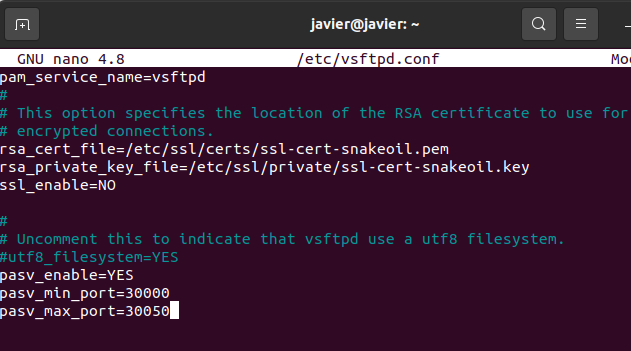 javier@javier: ~
GNU nano 4.8 /etc/vsftpd.conf Mo
pam_service_name=vsftpd
#
# This option specifies the location of the RSA certificate to use for
# encrypted connections.
rsa_cert_file=/etc/ssl/certs/ssl-cert-snakeoil.pem
rsa_private_key_file=/etc/ssl/private/ssl-cert-snakeoil.key
ssl_enable=NO
#
# Uncomment this to indicate that vsftpd use a utf8 filesystem.
#utf8_filesystem=YES
pasv_enable=YES
pasv_min_port=30000
pasv_max_port=30050